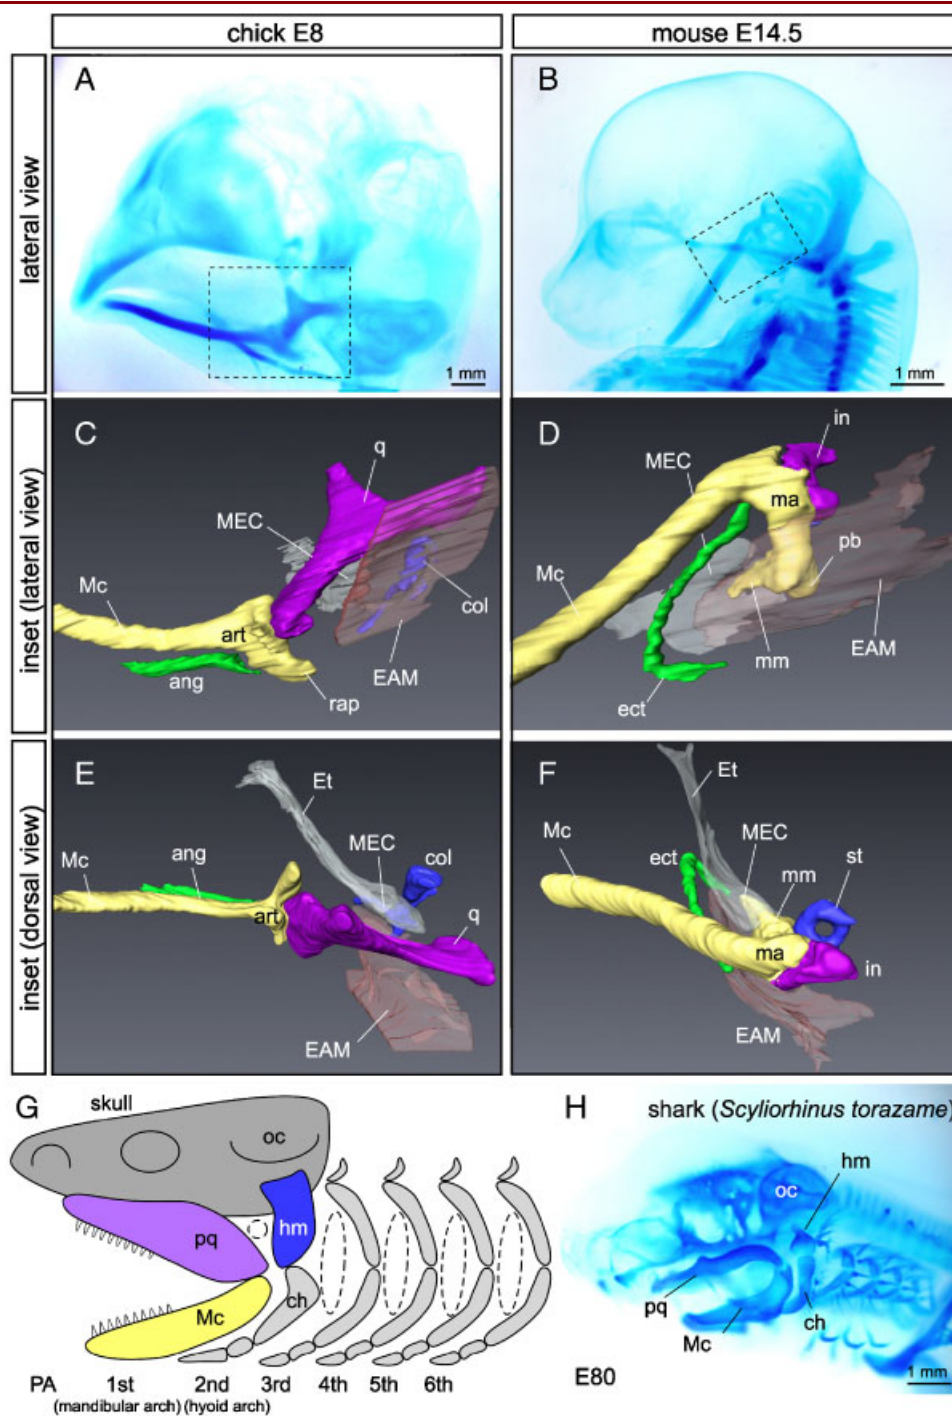 chick E8
mouse E14.5
lateral view
A
1 mm
B
1 mm
inset (lateral view)
C
q
MEC
Mc
art
col
ang
EAM
rap
D
in
MEC
ma
Mc
pb
mm
EAM
ect
inset (dorsal view)
E
Et
MEC
col
ang
Mc
art
q
EAM
F
Et
Mc
MEC
ect
mm
st
ma
in
EAM
G
skull
oc
hm
pq
ch
Mc
PA 1st 2nd 3rd 4th 5th 6th
(mandibular arch) (hyoid arch)
H
shark (Scyliorhinus torazame)
hm
oc
pq
ch
Mc
E80
1 mm